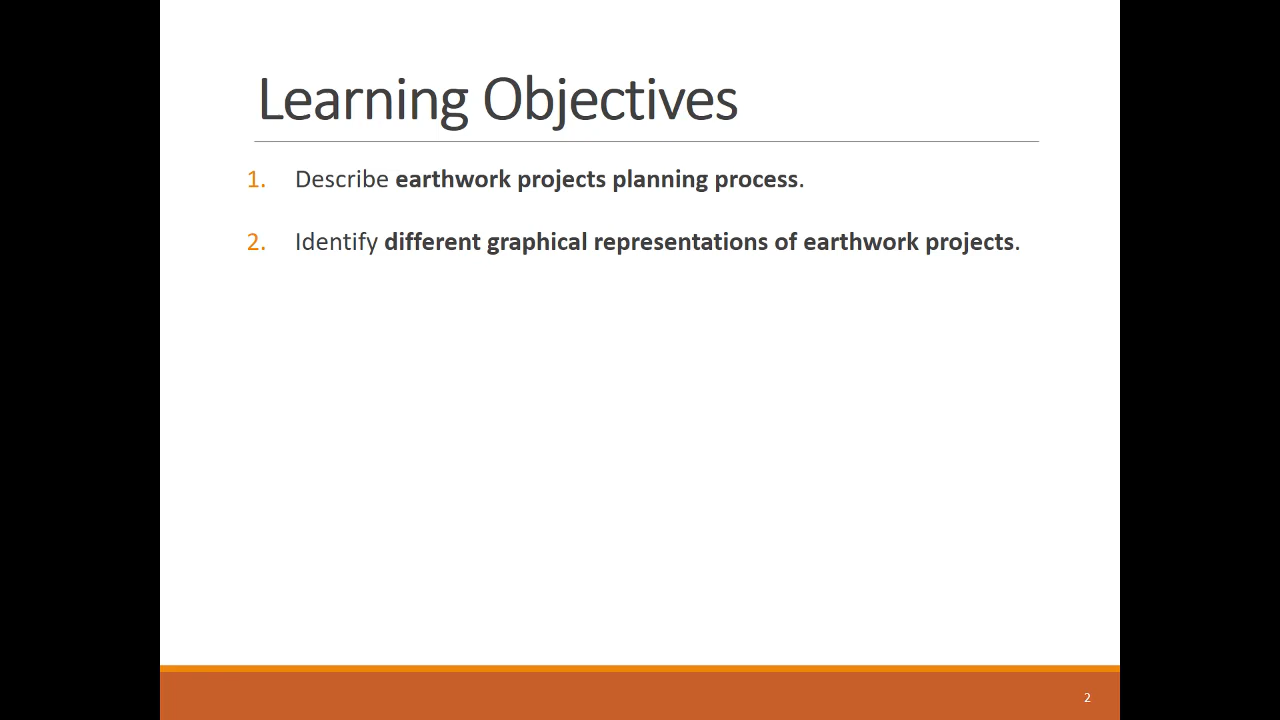 Learning Objectives
1. Describe earthwork projects planning process.
2. Identify different graphical representations of earthwork projects.
2